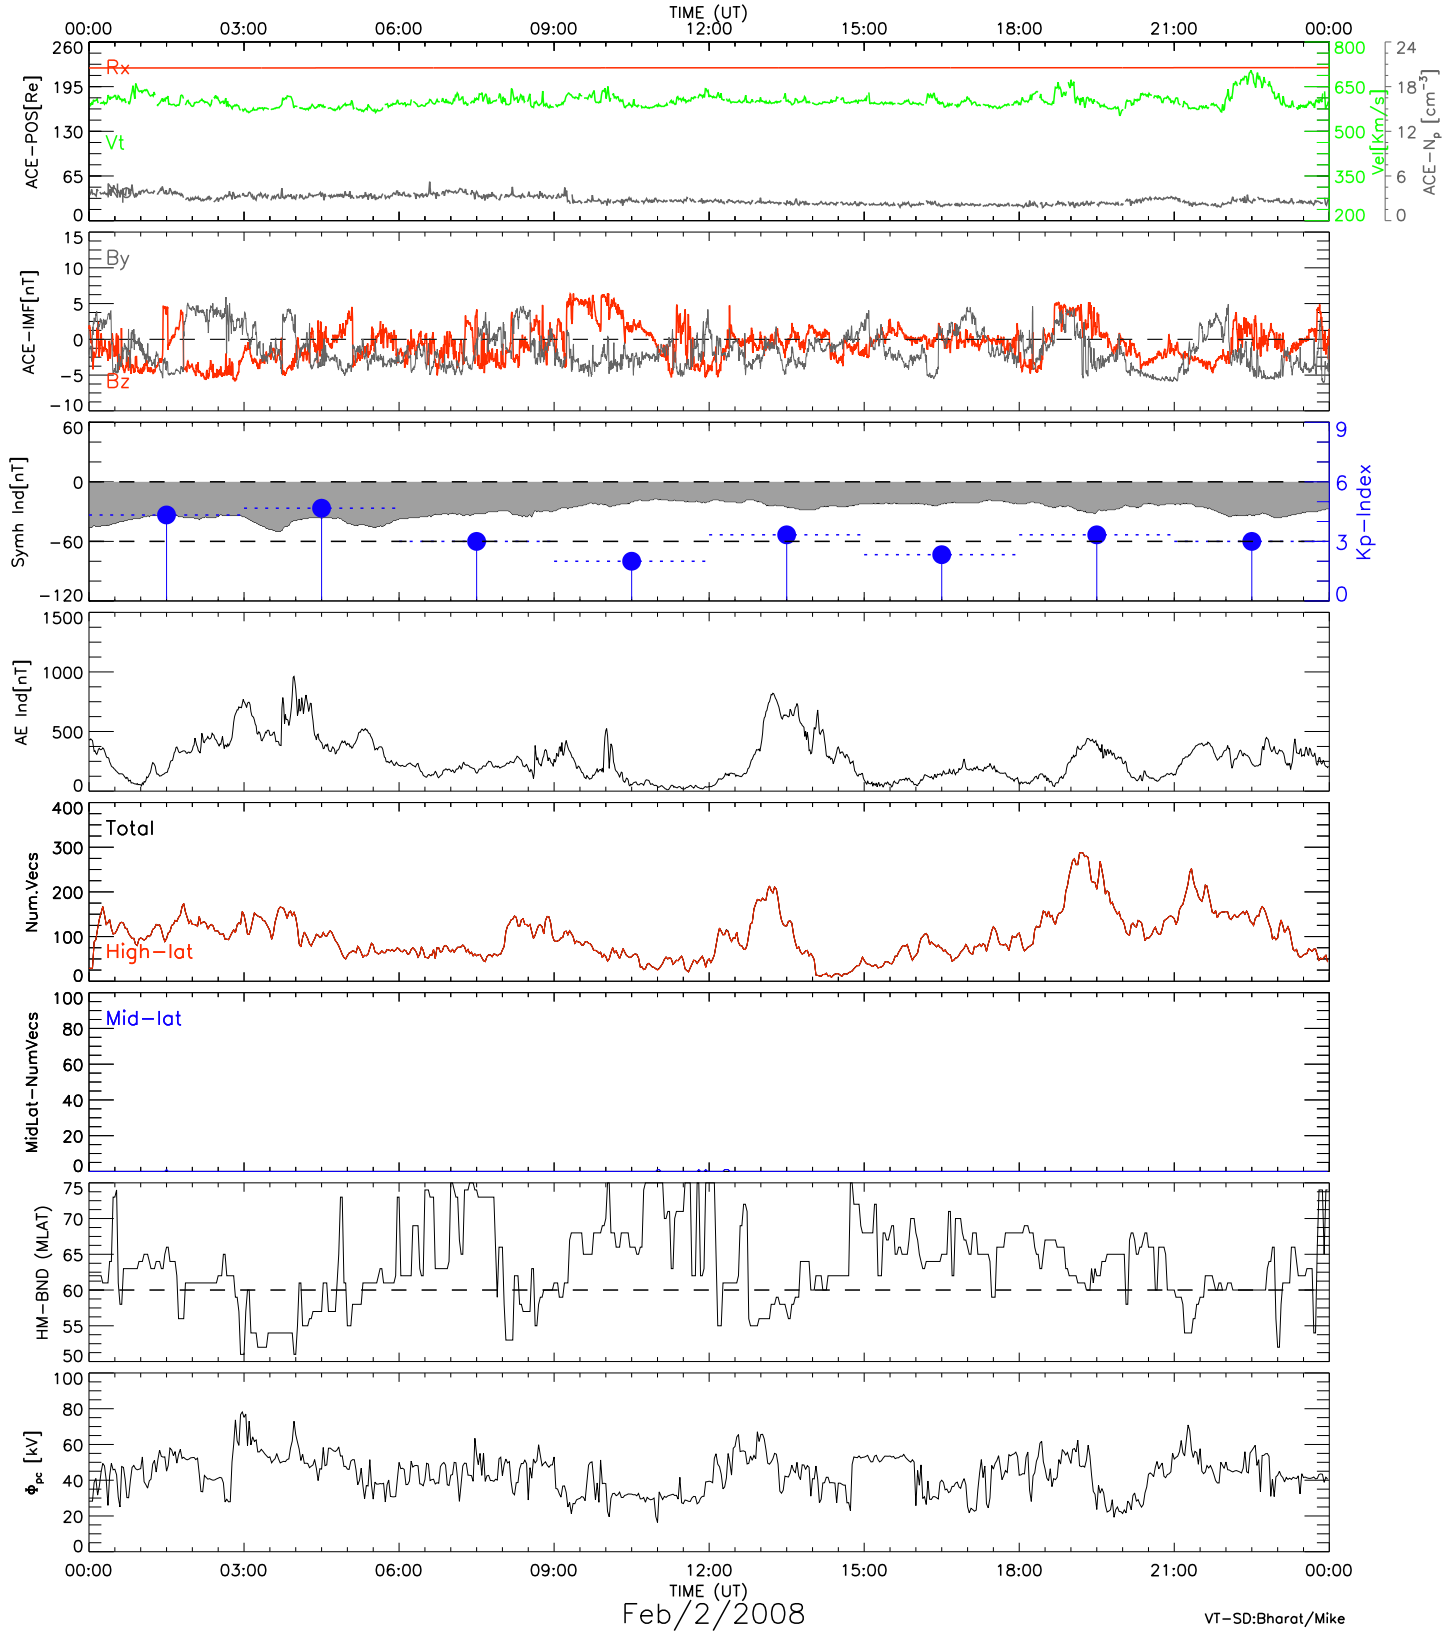 TIME (UT)
00:00 03:00 06:00 09:00 12:00 15:00 18:00 21:00 00:00
260 195 130 65 0
ACE-POS[Re]
Rx
Vt
Np
800 650 500 350 200
Vel[Km/s]
24 18 12 6 0
ACE-Np [cm-3]
15 10 5 0 -5 -10
ACE-IMF[nT]
By
Bz
60 0 -60 -120
Symh Ind[nT]
9 6 3 0
Kp-Index
1500 1000 500 0
AE Ind[nT]
400 300 200 100 0
Num.Vecs
Total
High-lat
100 80 60 40 20 0
MidLat-NumVecs
Mid-lat
75 70 65 60 55 50
HM-BND (MLAT)
100 80 60 40 20 0
Φpc [kV]
00:00 03:00 06:00 09:00 12:00 15:00 18:00 21:00 00:00
TIME (UT)
Feb/2/2008
VT-SD:Bharat/Mike